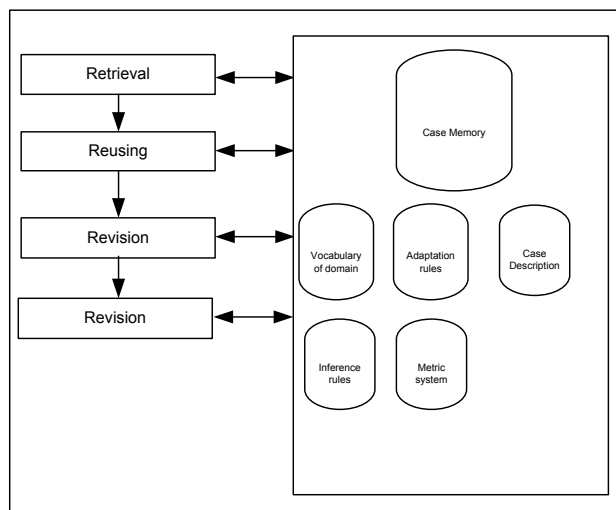 Retrieval
Reusing
Revision
Revision
Case Memory
Vocabulary
of domain
Adaptation
rules
Case
Description
Inference
rules
Metric
system